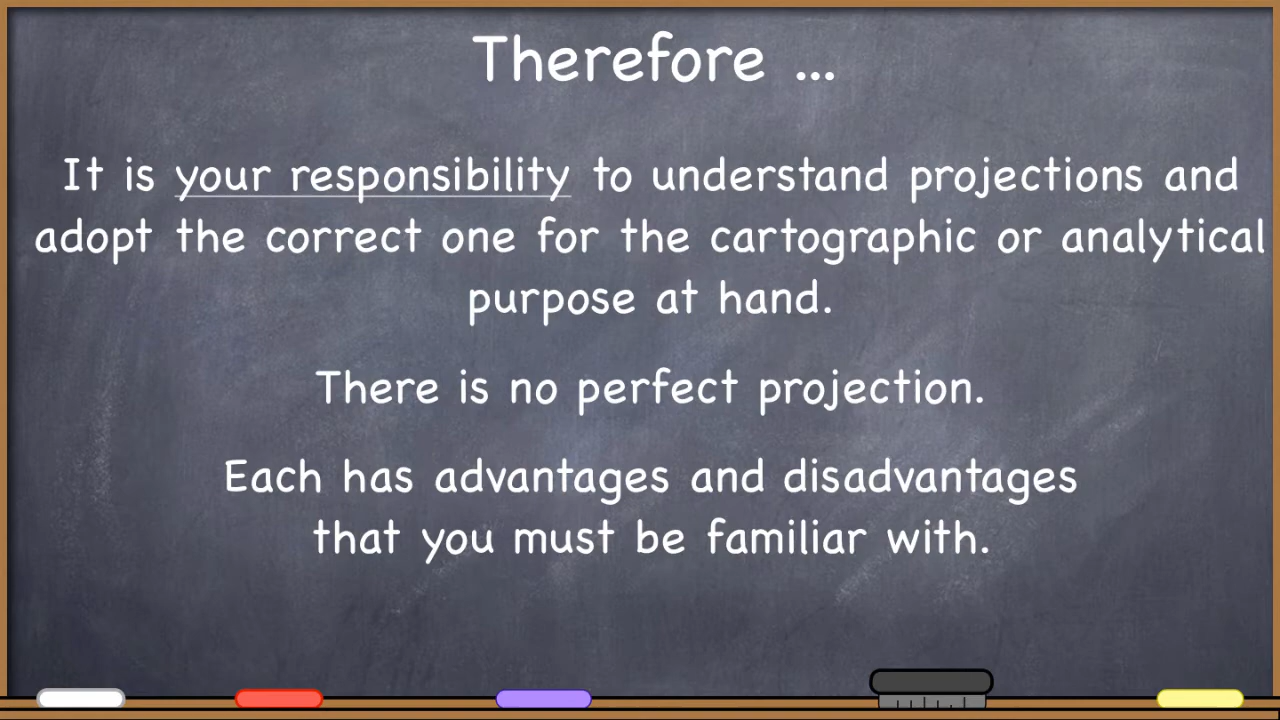 Therefore ...
It is your responsibility to understand projections and
adopt the correct one for the cartographic or analytical
purpose at hand.
There is no perfect projection.
Each has advantages and disadvantages
that you must be familiar with.